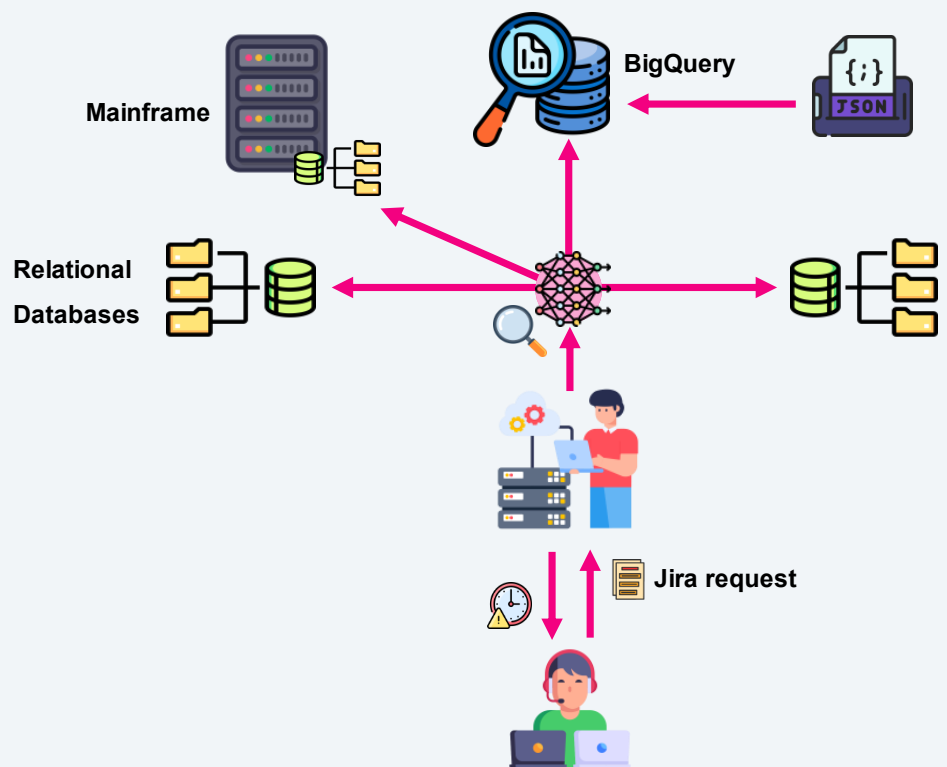 BigQuery
{;}
JSON
Mainframe
Relational
Databases
Jira request